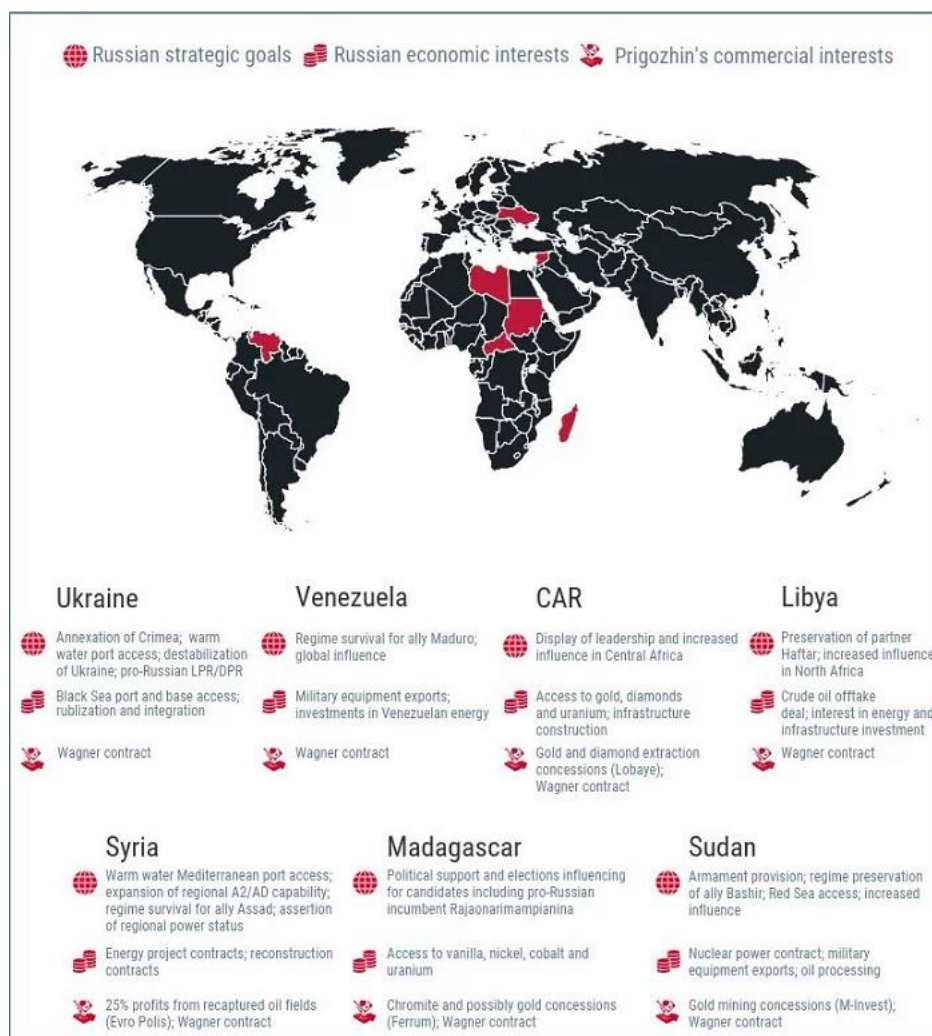 Russian strategic goals Russian economic interests Prigozhin's commercial interests
Ukraine
Annexation of Crimea; warm
water port access; destabilization
of Ukraine; pro-Russian LPR/DPR
Black Sea port and base access;
rublization and integration
Wagner contract
Venezuela
Regime survival for ally Maduro;
global influence
Military equipment exports;
investments in Venezuelan energy
Wagner contract
CAR
Display of leadership and increased
influence in Central Africa
Access to gold, diamonds
and uranium; infrastructure
construction
Gold and diamond extraction
concessions (Lobaye);
Wagner contract
Libya
Preservation of partner
Haftar; increased influence
in North Africa
Crude oil offtake
deal; interest in energy and
infrastructure investment
Wagner contract
Syria
Warm water Mediterranean port access;
expansion of regional A2/AD capability;
regime survival for ally Assad; assertion
of regional power status
Energy project contracts; reconstruction
contracts
25% profits from recaptured oil fields
(Evro Polis); Wagner contract
Madagascar
Political support and elections influencing
for candidates including pro-Russian
incumbent Rajaonarimampianina
Access to vanilla, nickel, cobalt and
uranium
Chromite and possibly gold concessions
(Ferrum); Wagner contract
Sudan
Armament provision; regime preservation
of ally Bashir; Red Sea access; increased
influence
Nuclear power contract; military
equipment exports; oil processing
Gold mining concessions (M-Invest);
Wagner contract